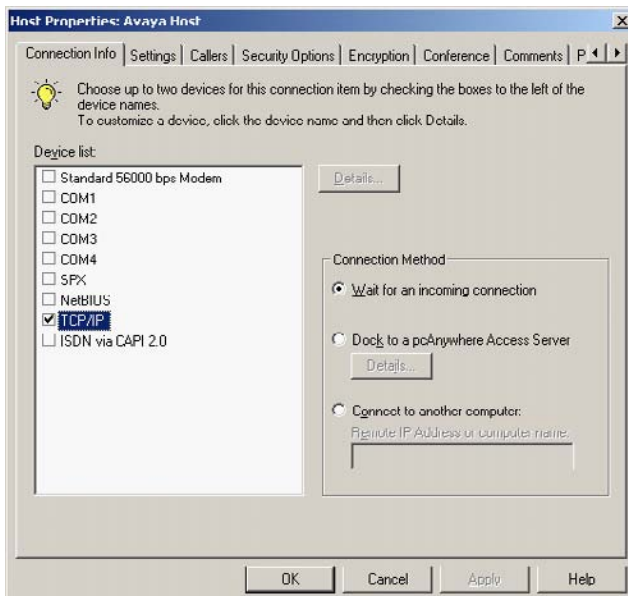 Host Properties: Avaya Host
Connection Info
Settings
Callers
Security Options
Encryption
Conference
Comments
P
Choose up to two devices for this connection item by checking the boxes to the left of the
device names.
To customize a device, click the device name and then click Details.
Device list:
Standard 56000 bps Modem
COM1
COM2
COM3
COM4
SPX
NetBIUS
TCP/IP
ISDN via CAPI 2.0
Details...
Connection Method
Wait for an incoming connection
Dock to a pcAnywhere Access Server
Details...
Connect to another computer:
Remote IP Address or computer name:
OK
Cancel
Apply
Help